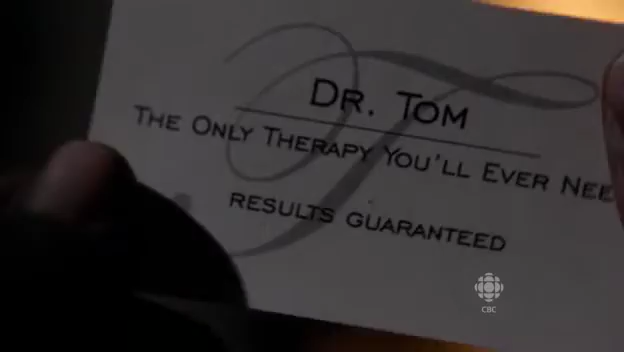 DR. TOM
THE ONLY THERAPY YOU'LL EVER NEE
RESULTS GUARANTEED
CBC